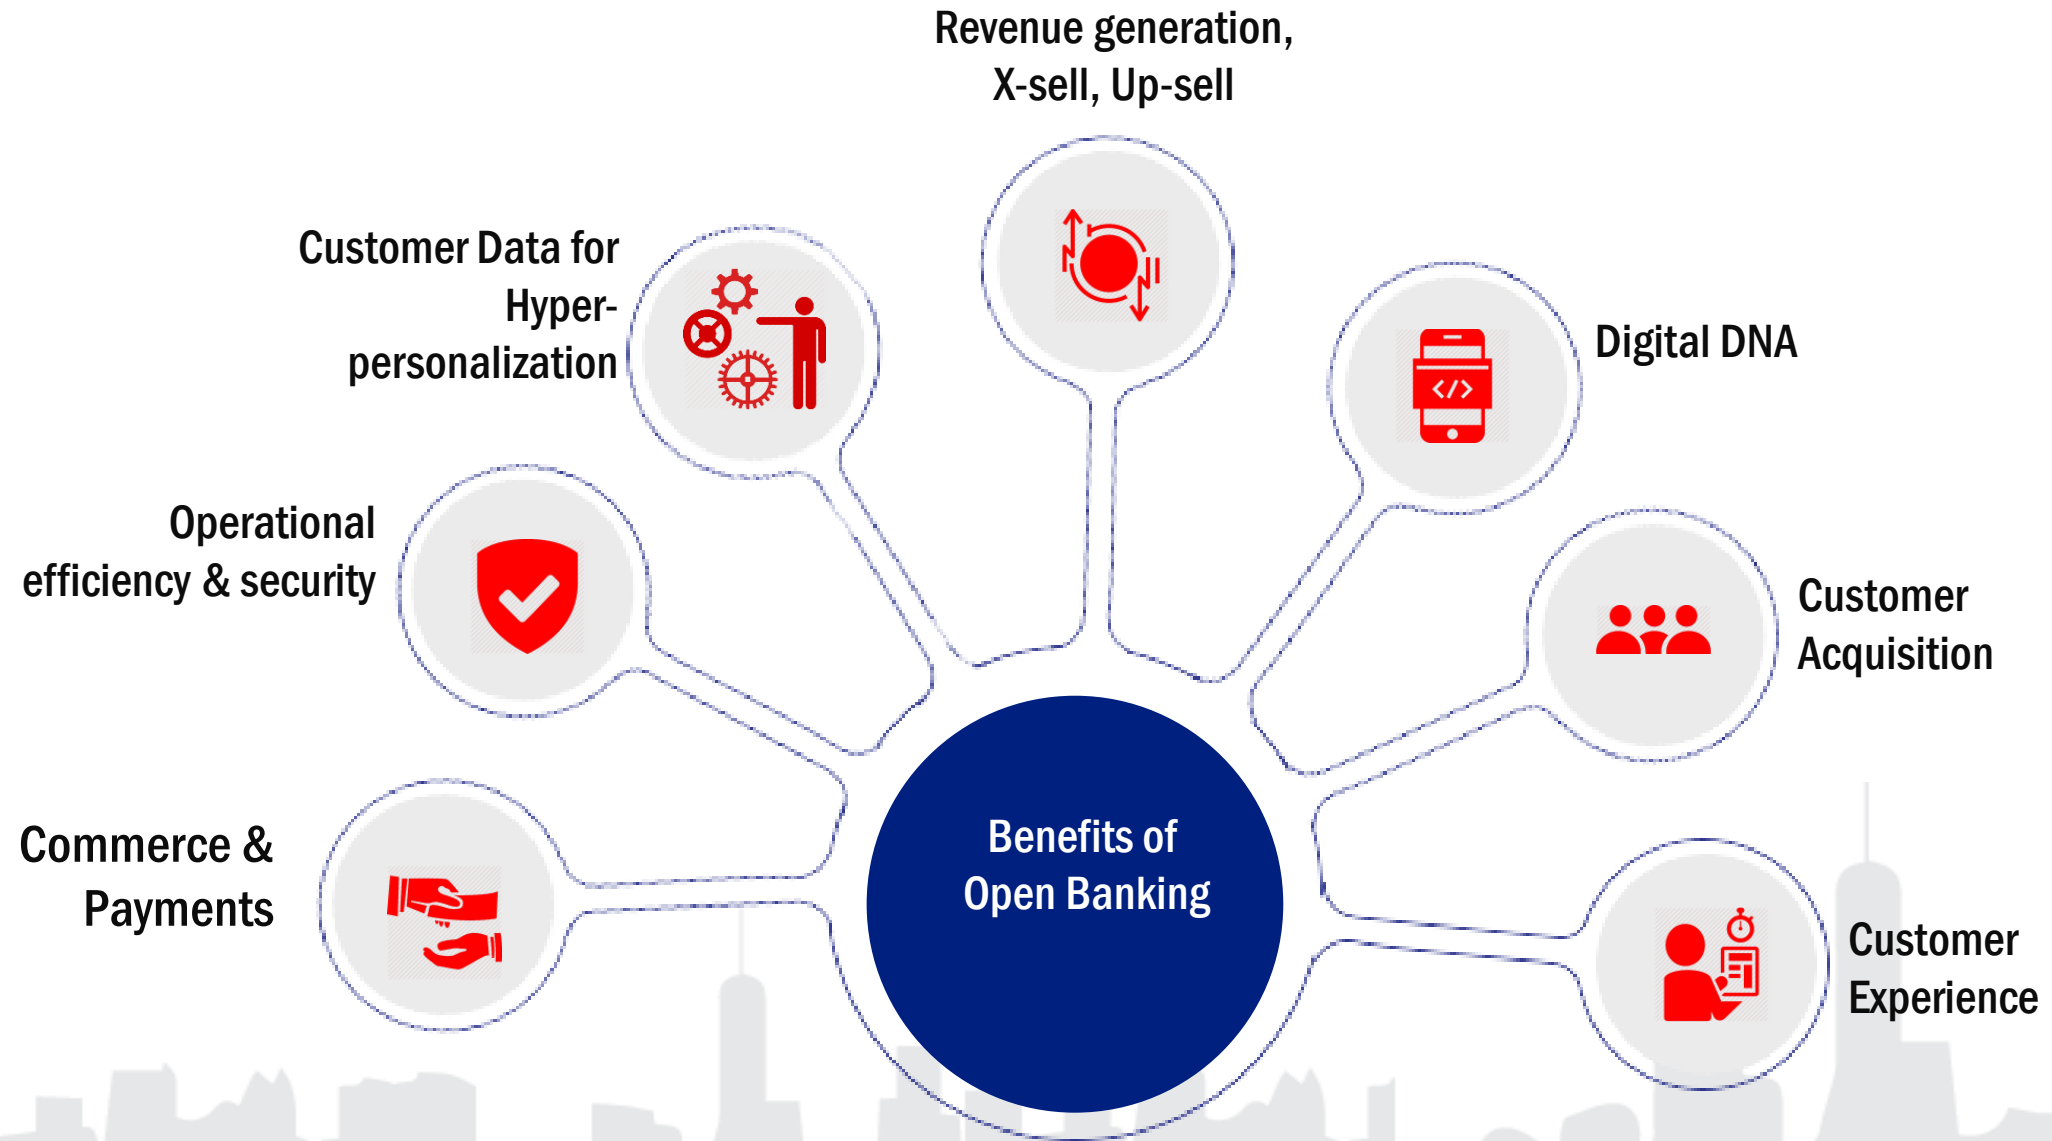 Revenue generation,
X-sell, Up-sell
Customer Data for
Hyper-
personalization
Digital DNA
Operational
efficiency & security
Customer
Acquisition
Commerce &
Payments
Benefits of
Open Banking
Customer
Experience